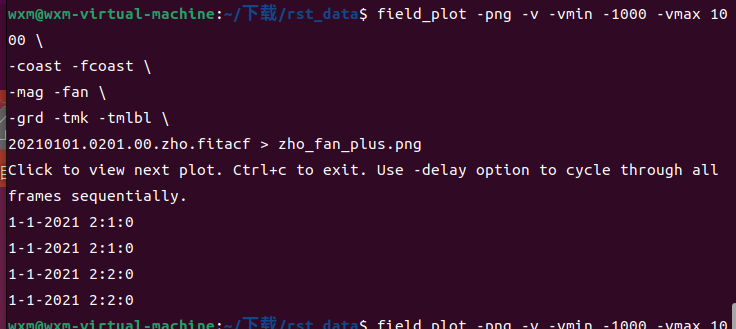 wxm@wxm-virtual-machine:~/下载/rst_data$ field_plot -png -v -vmin -1000 -vmax 10
00 \
-coast -fcoast \
-mag -fan \
-grd -tmk -tmlbl \
20210101.0201.00.zho.fitacf > zho_fan_plus.png
Click to view next plot. Ctrl+c to exit. Use -delay option to cycle through all
frames sequentially.
1-1-2021 2:1:0
1-1-2021 2:1:0
1-1-2021 2:2:0
1-1-2021 2:2:0
wxm@wxm-virtual-machine:~/下载/rst_data$ field_plot -png -v -vmin -1000 -vmax 10